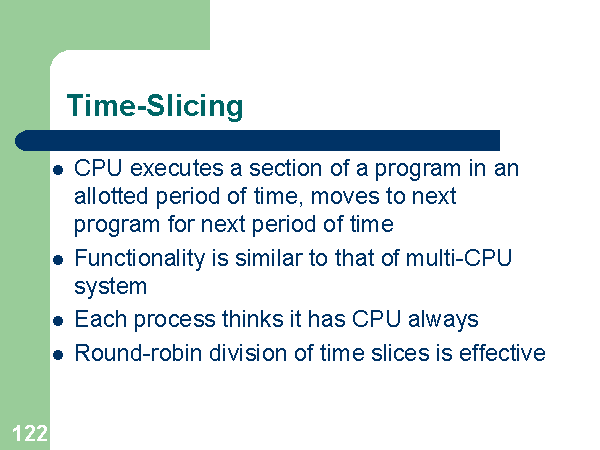 Time-Slicing
CPU executes a section of a program in an
allotted period of time, moves to next
program for next period of time
Functionality is similar to that of multi-CPU
system
Each process thinks it has CPU always
Round-robin division of time slices is effective
122